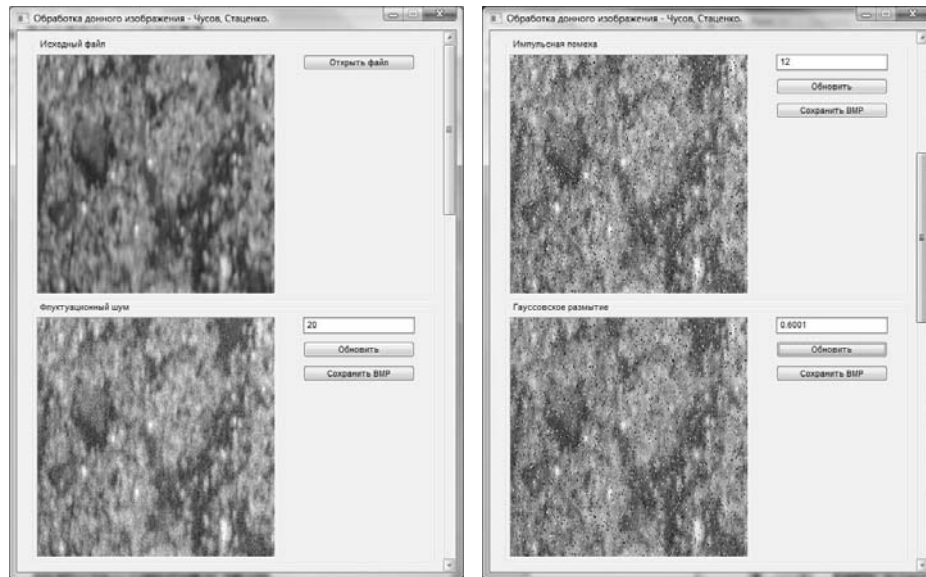 Обработка донного изображения - Чусов, Стаценко.
Исходный файл
Открыть файл
Флуктуационный шум
20
Обновить
Сохранить BMP
Обработка донного изображения - Чусов, Стаценко.
Импульсная помеха
12
Обновить
Сохранить BMP
Гауссовское размытие
0.6001
Обновить
Сохранить BMP